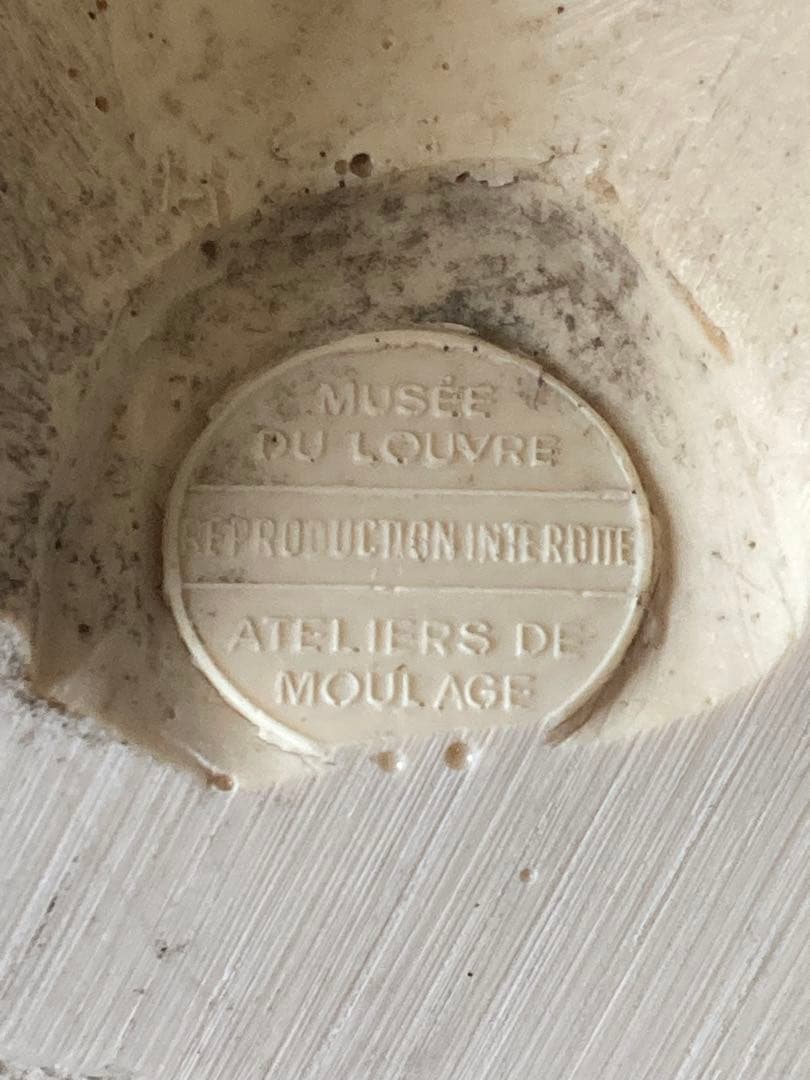 MUSÉE
DU LOUVRE
REPRODUCTION INTERDITE
ATELIERS DE
MOULAGE